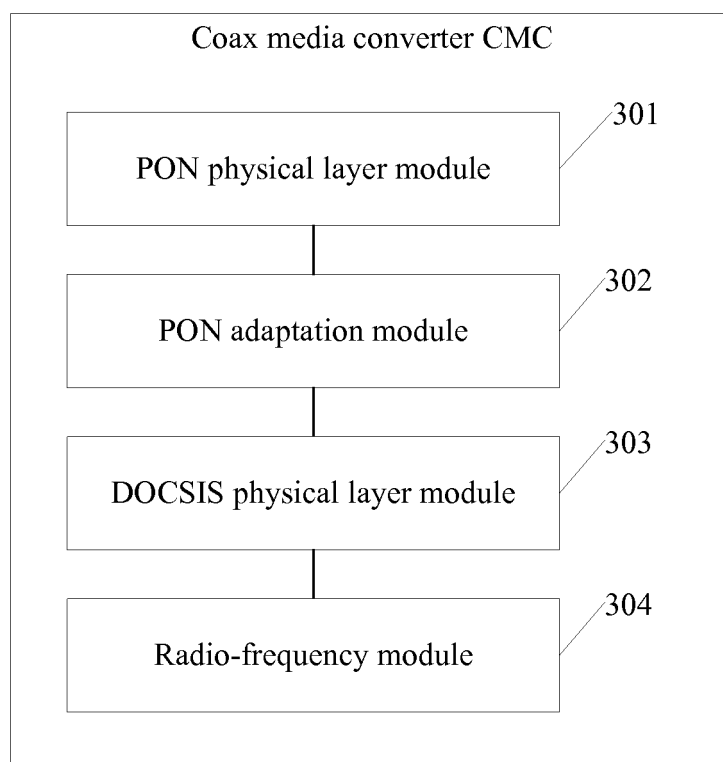 Coax media converter CMC
301
PON physical layer module
302
PON adaptation module
303
DOCSIS physical layer module
304
Radio-frequency module